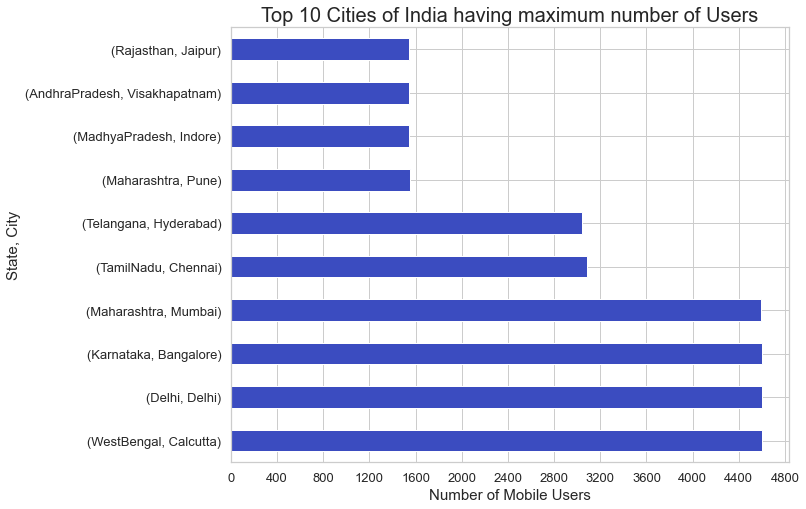 Top 10 Cities of India having maximum number of Users
(Rajasthan, Jaipur)
(AndhraPradesh, Visakhapatnam)
(MadhyaPradesh, Indore)
(Maharashtra, Pune)
(Telangana, Hyderabad)
(TamilNadu, Chennai)
(Maharashtra, Mumbai)
(Karnataka, Bangalore)
(Delhi, Delhi)
(WestBengal, Calcutta)
State, City
0 400 800 1200 1600 2000 2400 2800 3200 3600 4000 4400 4800
Number of Mobile Users